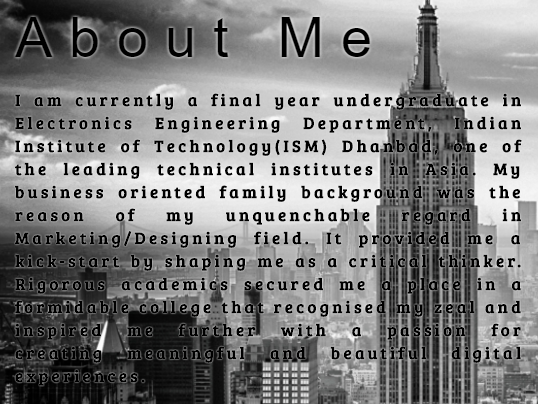 About Me
I am currently a final year undergraduate in
Electronics Engineering Department, Indian
Institute of Technology(ISM) Dhanbad, one of
the leading technical institutes in Asia. My
business oriented family background was the
reason of my unquenchable regard in
Marketing/Designing field. It provided me a
kick-start by shaping me as a critical thinker.
Rigorous academics secured me a place in a
formidable college that recognised my zeal and
inspired me further with a passion for
creating meaningful and beautiful digital
experiences.